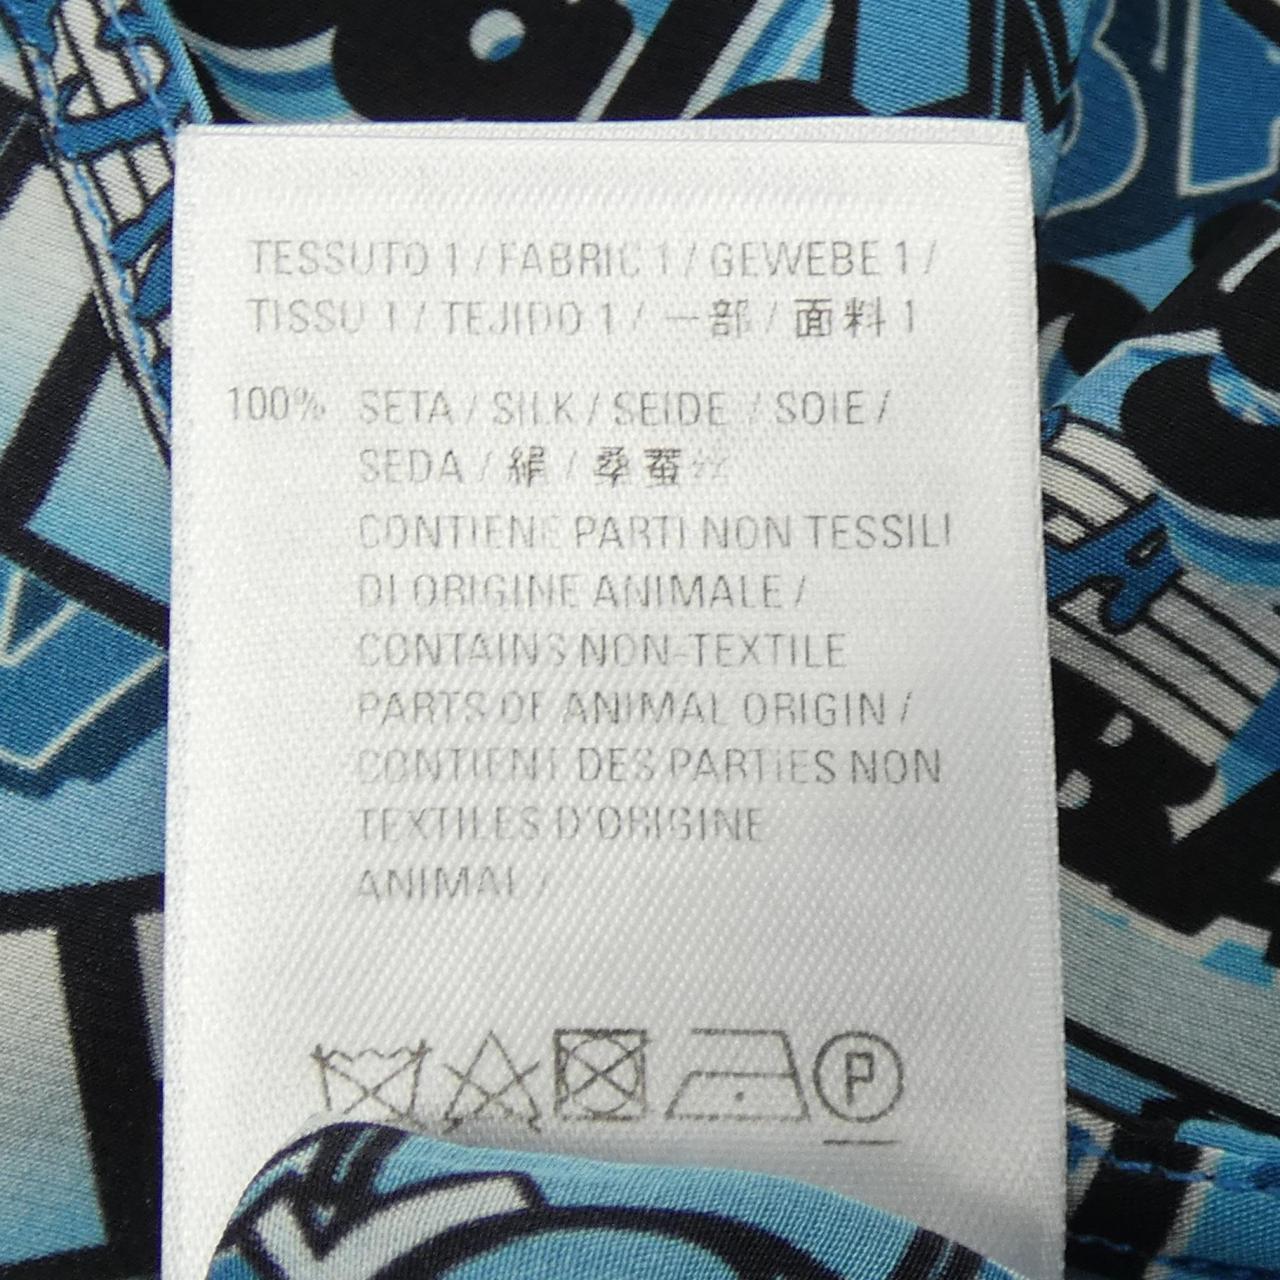 TESSUTO 1 / FABRIC 1 / GEWEBE 1 /
TISSU 1 / TEJIDO 1 / 一部 / 面料 1
100% SETA / SILK / SEIDE / SOIE /
SEDA / 絹 / 桑蚕丝
CONTIENE PARTI NON TESSILI
DI ORIGINE ANIMALE /
CONTAINS NON-TEXTILE
PARTS OF ANIMAL ORIGIN /
CONTIENT DES PARTIES NON
TEXTILES D'ORIGINE
ANIMAL /
P